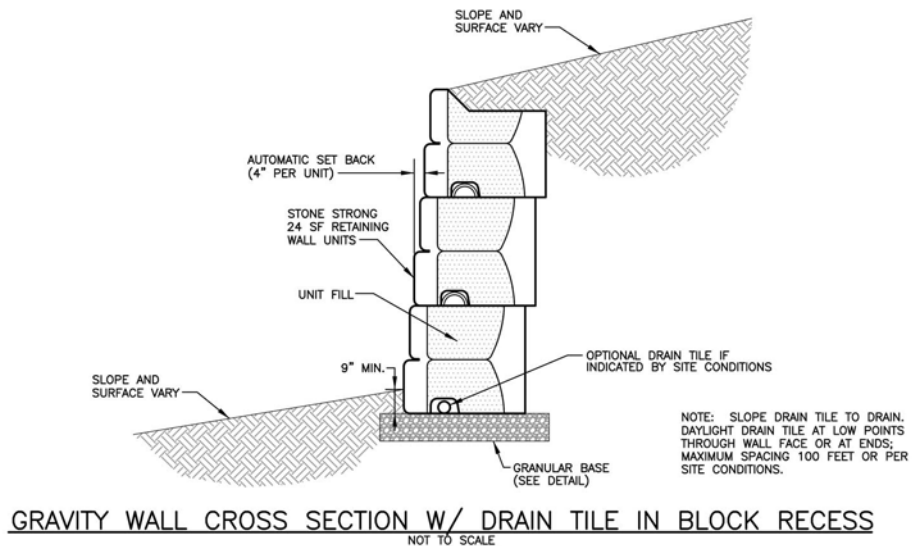 SLOPE AND
SURFACE VARY
AUTOMATIC SET BACK
(4" PER UNIT)
STONE STRONG
24 SF RETAINING
WALL UNITS
UNIT FILL
9" MIN.
OPTIONAL DRAIN TILE IF
INDICATED BY SITE CONDITIONS
SLOPE AND
SURFACE VARY
NOTE: SLOPE DRAIN TILE TO DRAIN.
DAYLIGHT DRAIN TILE AT LOW POINTS
THROUGH WALL FACE OR AT ENDS;
MAXIMUM SPACING 100 FEET OR PER
SITE CONDITIONS.
GRANULAR BASE
(SEE DETAIL)
GRAVITY WALL CROSS SECTION W/ DRAIN TILE IN BLOCK RECESS
NOT TO SCALE